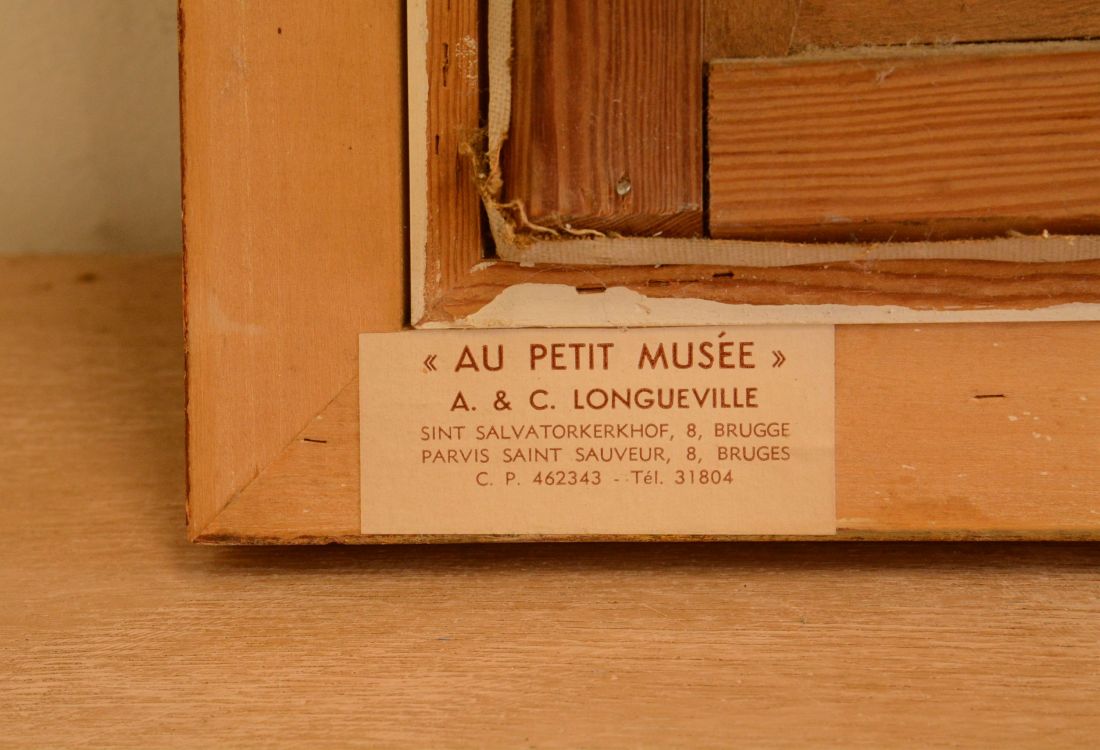 « AU PETIT MUSÉE »
A. & C. LONGUEVILLE
SINT SALVATORKERKHOF, 8, BRUGGE
PARVIS SAINT SAUVEUR, 8, BRUGES
C. P. 462343 - Tél. 31804